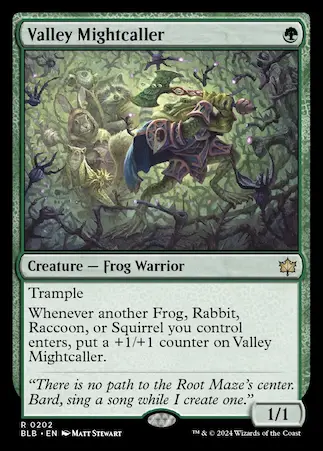 Valley Mightcaller
Creature — Frog Warrior
Trample
Whenever another Frog, Rabbit,
Raccoon, or Squirrel you control
enters, put a +1/+1 counter on Valley
Mightcaller.
“There is no path to the Root Maze’s center.
Bard, sing a song while I create one.”
1/1
R 0202
BLB • EN Matt Stewart
™ & © 2024 Wizards of the Coast